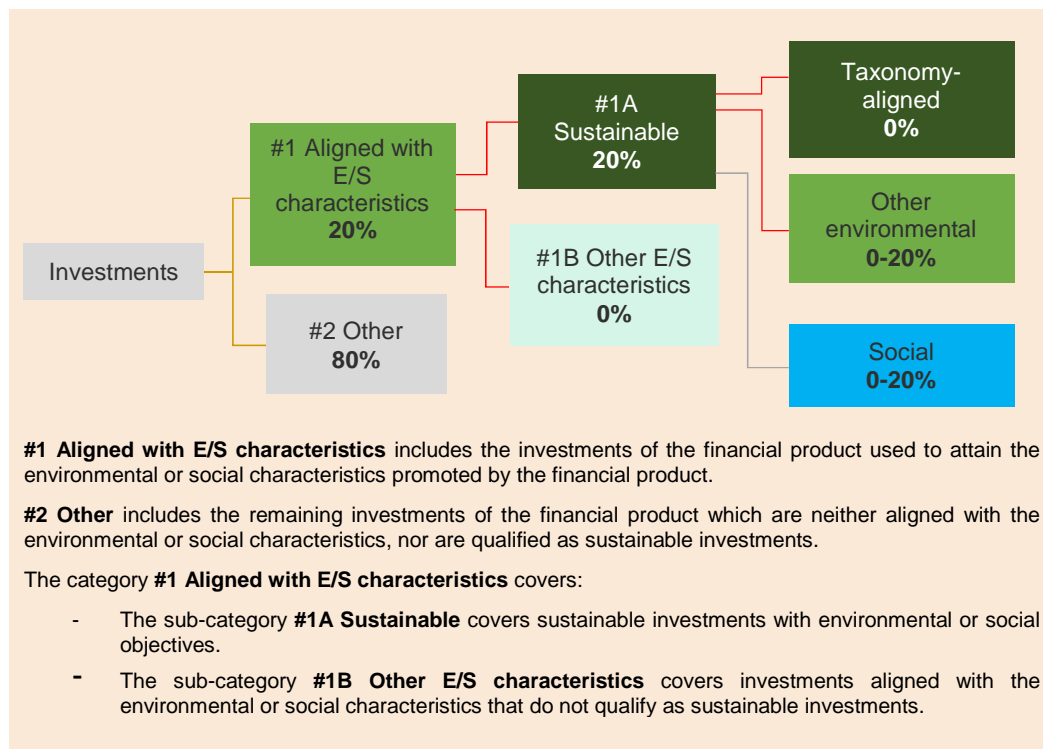 Investments
#1 Aligned with
E/S
characteristics
20%
#2 Other
80%
#1A
Sustainable
20%
#1B Other E/S
characteristics
0%
Taxonomy-
aligned
0%
Other
environmental
0-20%
Social
0-20%
#1 Aligned with E/S characteristics includes the investments of the financial product used to attain the
environmental or social characteristics promoted by the financial product.
#2 Other includes the remaining investments of the financial product which are neither aligned with the
environmental or social characteristics, nor are qualified as sustainable investments.
The category #1 Aligned with E/S characteristics covers:
- The sub-category #1A Sustainable covers sustainable investments with environmental or social
objectives.
- The sub-category #1B Other E/S characteristics covers investments aligned with the
environmental or social characteristics that do not qualify as sustainable investments.